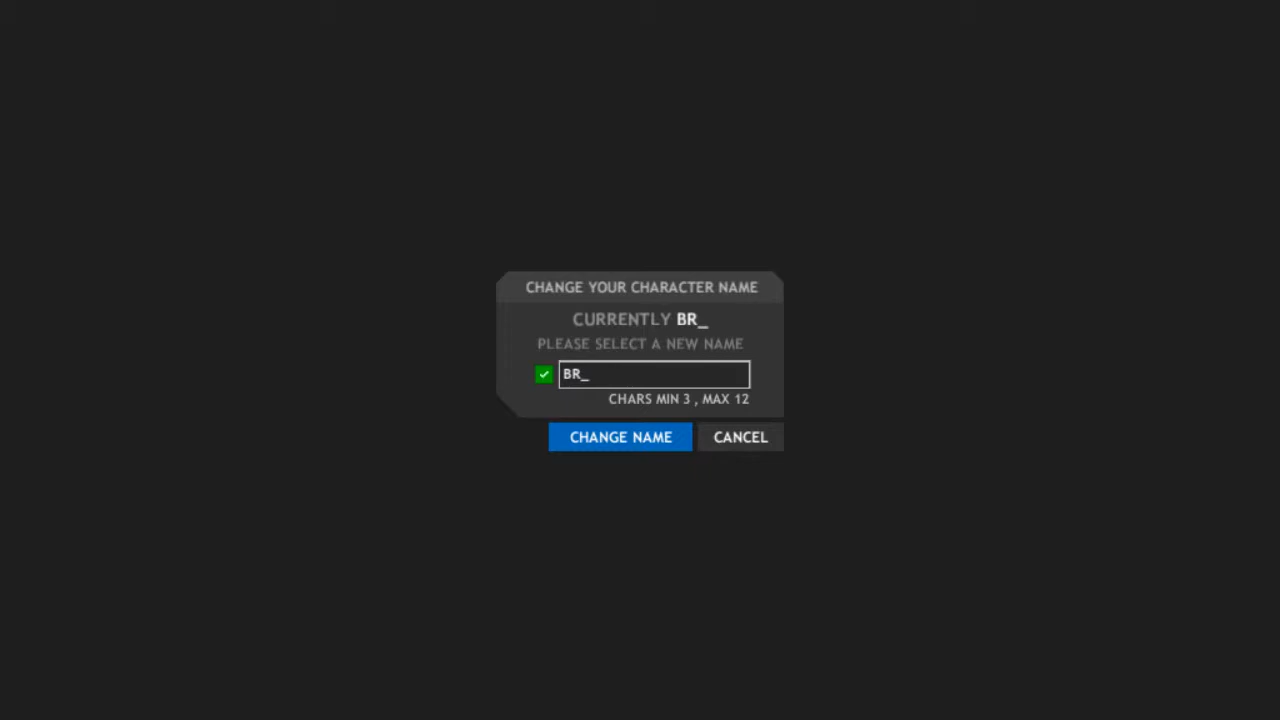 CHANGE YOUR CHARACTER NAME
CURRENTLY BR_
PLEASE SELECT A NEW NAME
BR_
CHARS MIN 3 , MAX 12
CHANGE NAME CANCEL